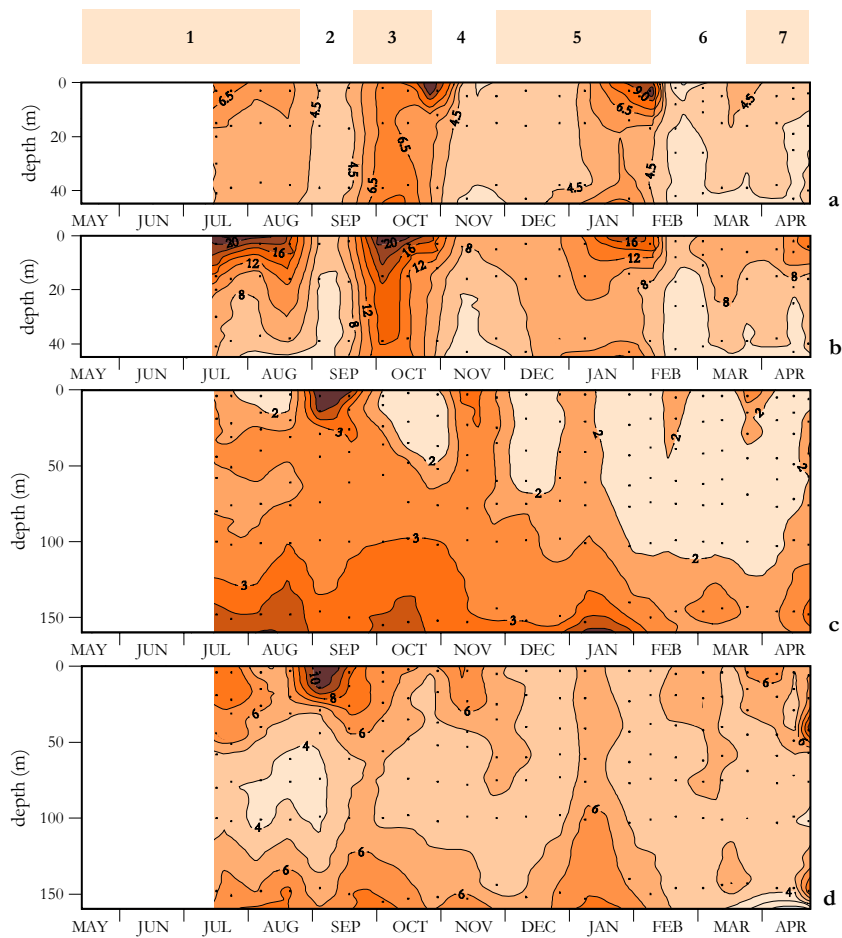 1 2 3 4 5 6 7
0
20
40
depth (m)
6.5 4.5 4.5 5.5 6.5 4.5 4.5 6.5 9.0 4.5 4.5
a
MAY JUN JUL AUG SEP OCT NOV DEC JAN FEB MAR APR
0
20
40
depth (m)
20 16 12 8 8 12 20 16 12 8 16 12 8 8 8
b
MAY JUN JUL AUG SEP OCT NOV DEC JAN FEB MAR APR
0
50
100
150
depth (m)
2 3 2 2 2 2 2 2 2 3 3 3
c
MAY JUN JUL AUG SEP OCT NOV DEC JAN FEB MAR APR
0
50
100
150
depth (m)
10 8 6 6 6 6 6 4 4 6 6 6 6 6 4
d
MAY JUN JUL AUG SEP OCT NOV DEC JAN FEB MAR APR